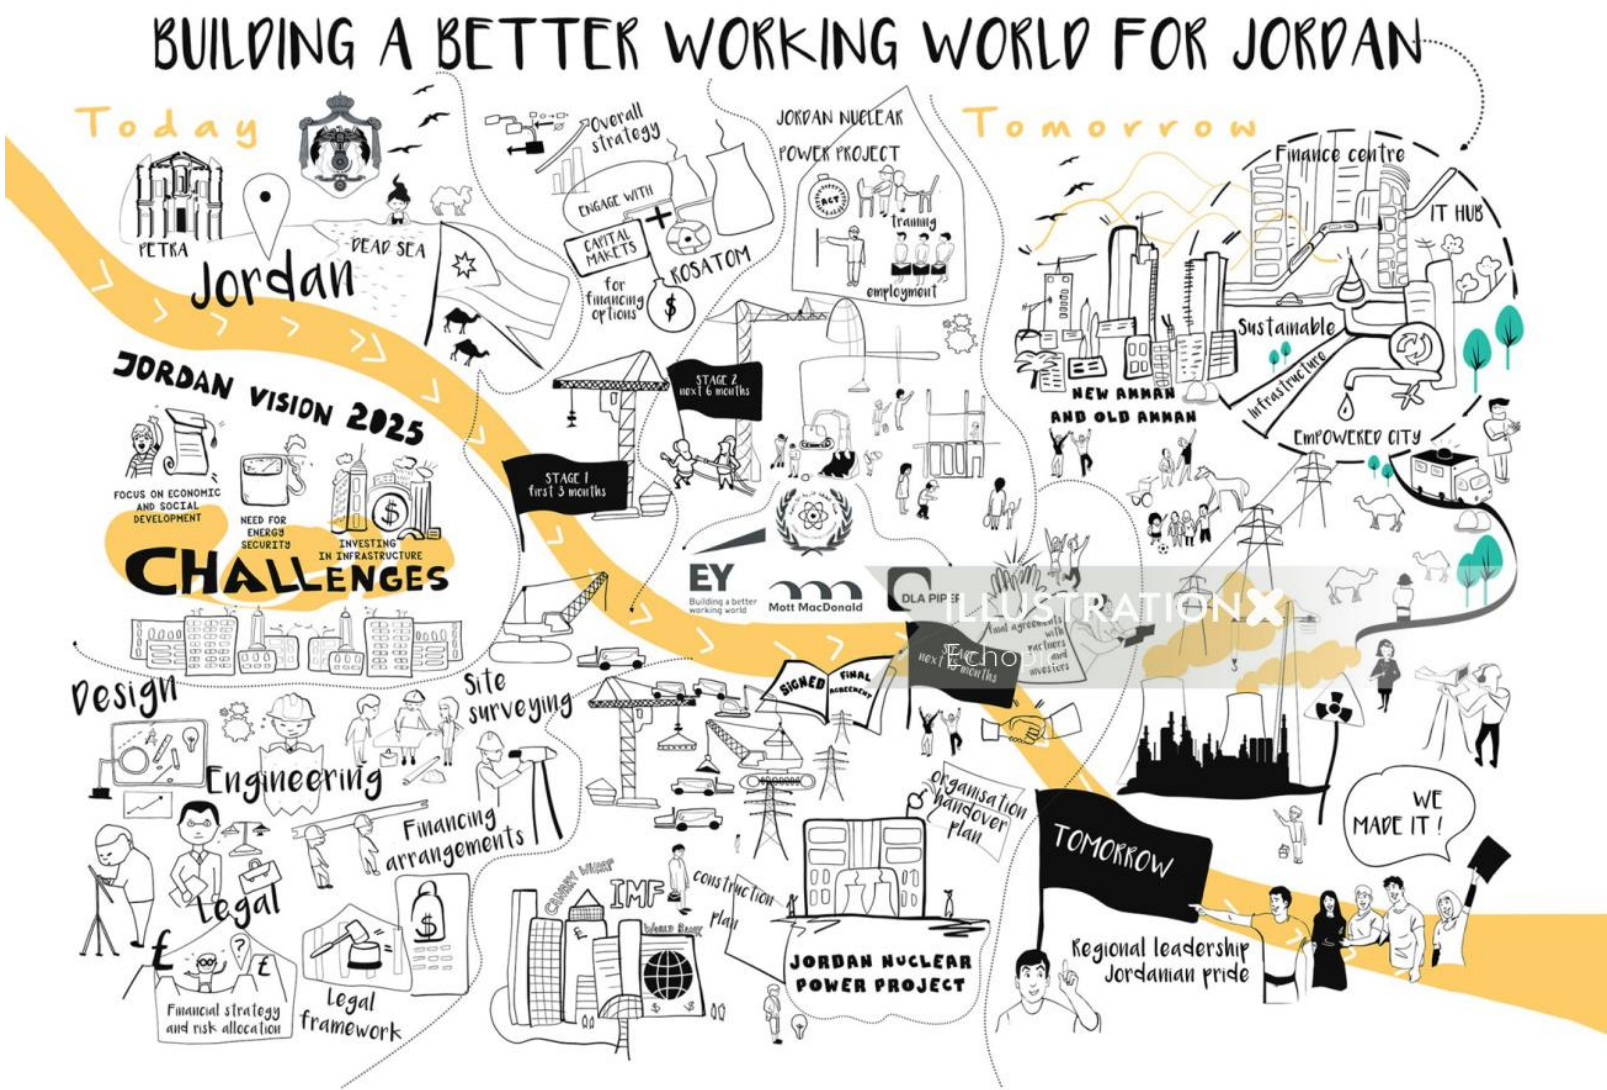 BUILDING A BETTER WORKING WORLD FOR JORDAN
Today
PETRA
DEAD SEA
Jordan
Overall
strategy
ENGAGE WITH
CAPITAL
MAKETS
+
ROSATOM
for
financing
options
$
JORDAN NUCLEAR
POWER PROJECT
ACT
training
employment
Tomorrow
Finance centre
IT HUB
Sustainable
Infrastructure
EMPOWERED CITY
NEW AMMAN
AND OLD AMMAN
JORDAN VISION 2025
FOCUS ON ECONOMIC
AND SOCIAL
DEVELOPMENT
NEED FOR
ENERGY
SECURITY
$
INVESTING
IN INFRASTRUCTURE
CHALLENGES
STAGE 1
first 3 months
STAGE 2
next 6 months
EY
Building a better
working world
Mott MacDonald
DLA PIPER
ILLUSTRATIONX
final agreements
with
partners
and
investors
next months
SIGNED
FINAL
AGREEMENT
Design
Site
surveying
Engineering
Financing
arrangements
Legal
£
?
£
Financial strategy
and risk allocation
$
Legal
framework
CANARY WHARF
£
IMF
WORLD BANK
$ $
construction
plan
organisation
handover
plan
JORDAN NUCLEAR
POWER PROJECT
TOMORROW
WE
MADE IT !
Regional leadership
Jordanian pride